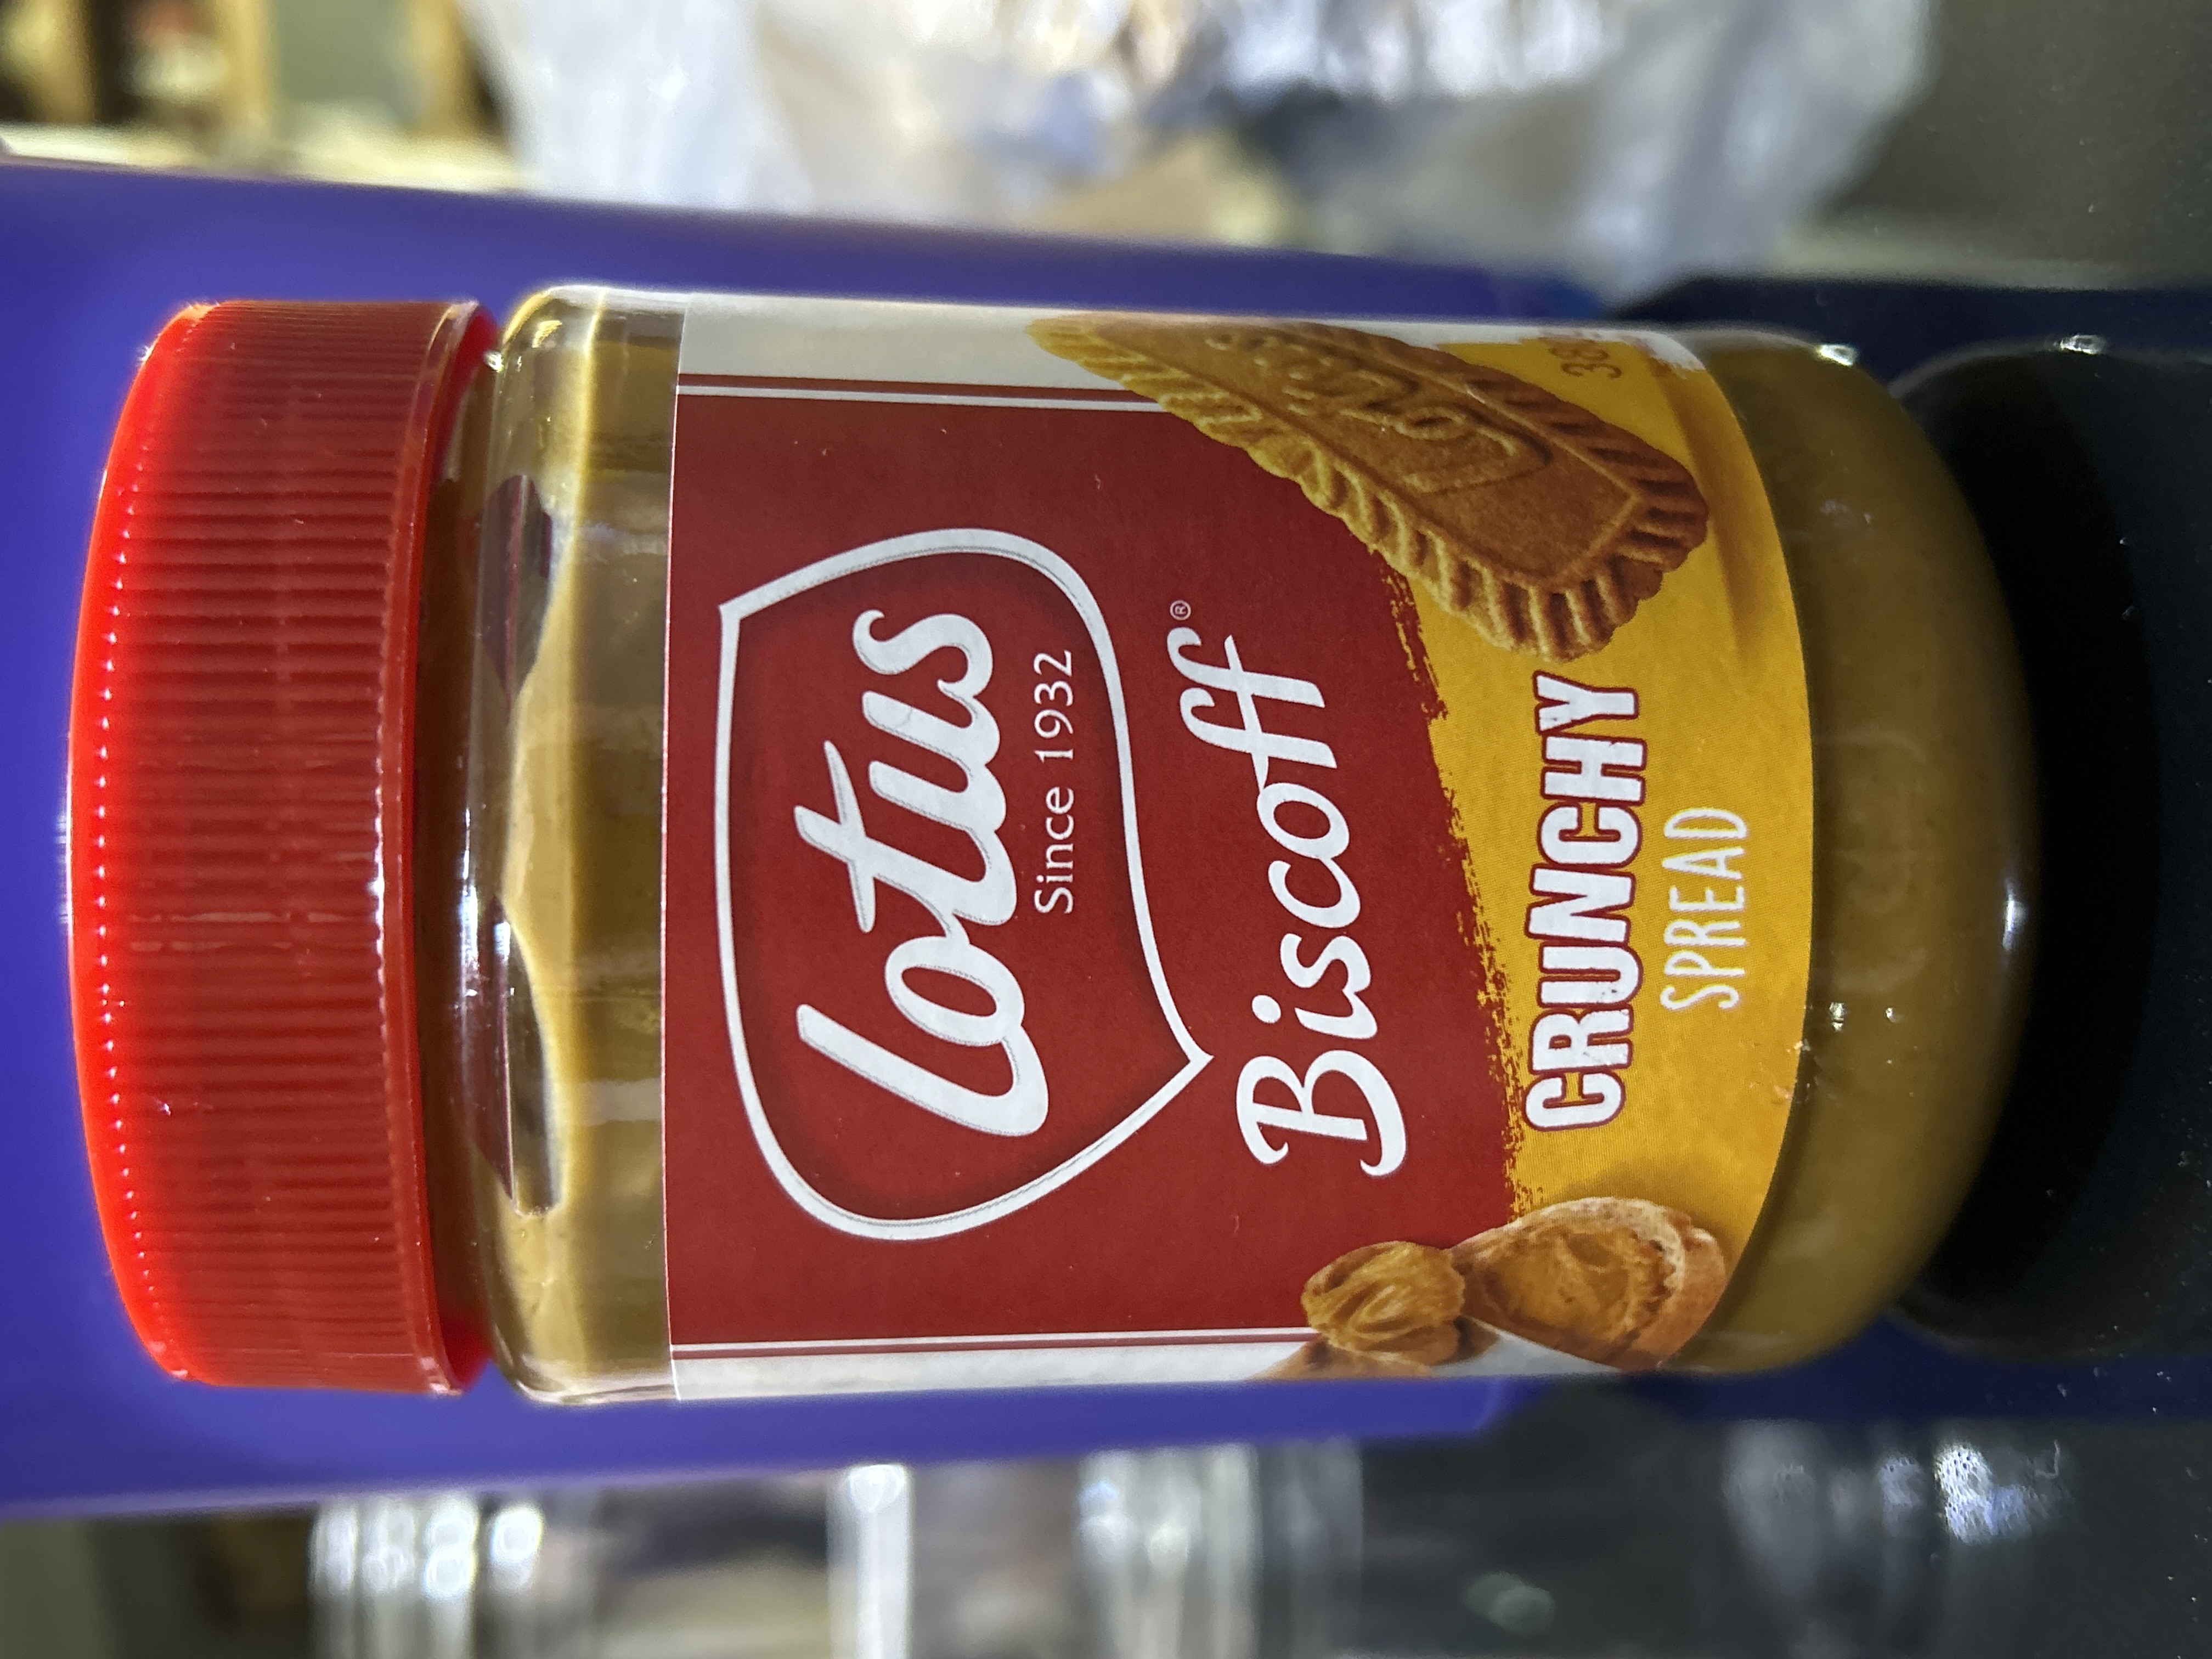 Lotus
Since 1932
Biscoff®
CRUNCHY
SPREAD